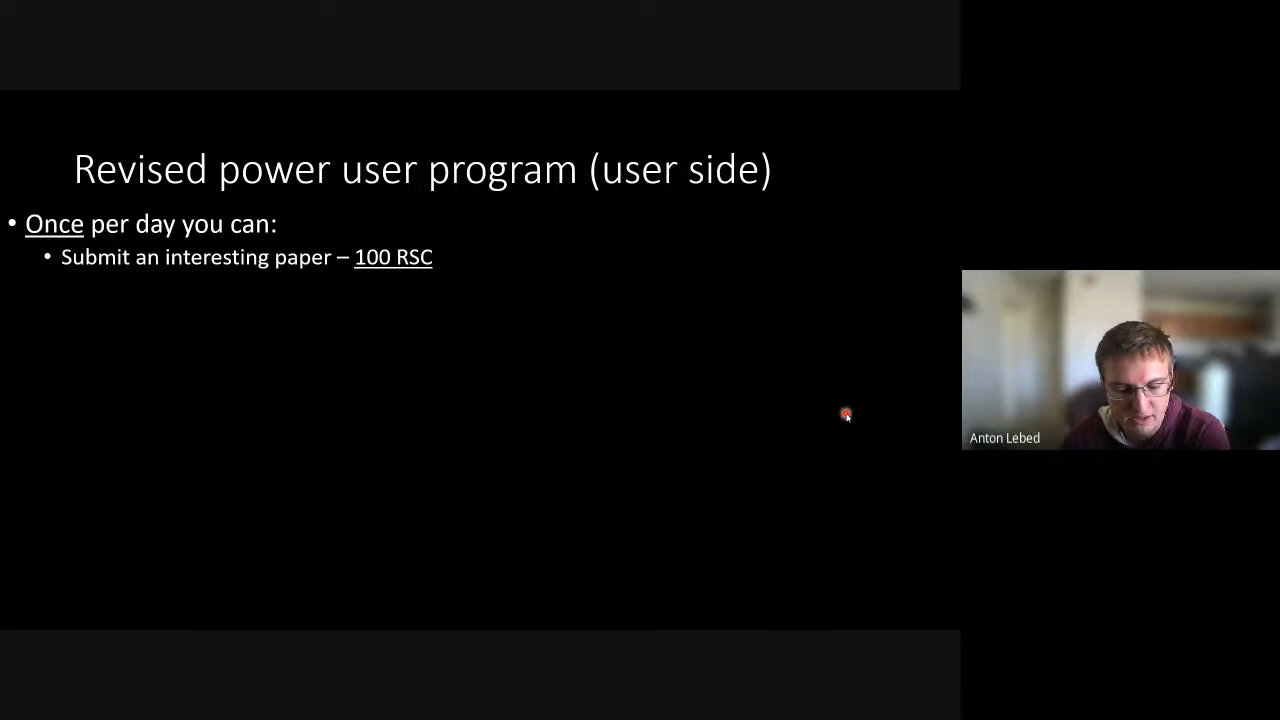 Revised power user program (user side)
• Once per day you can:
• Submit an interesting paper – 100 RSC
Anton Lebed